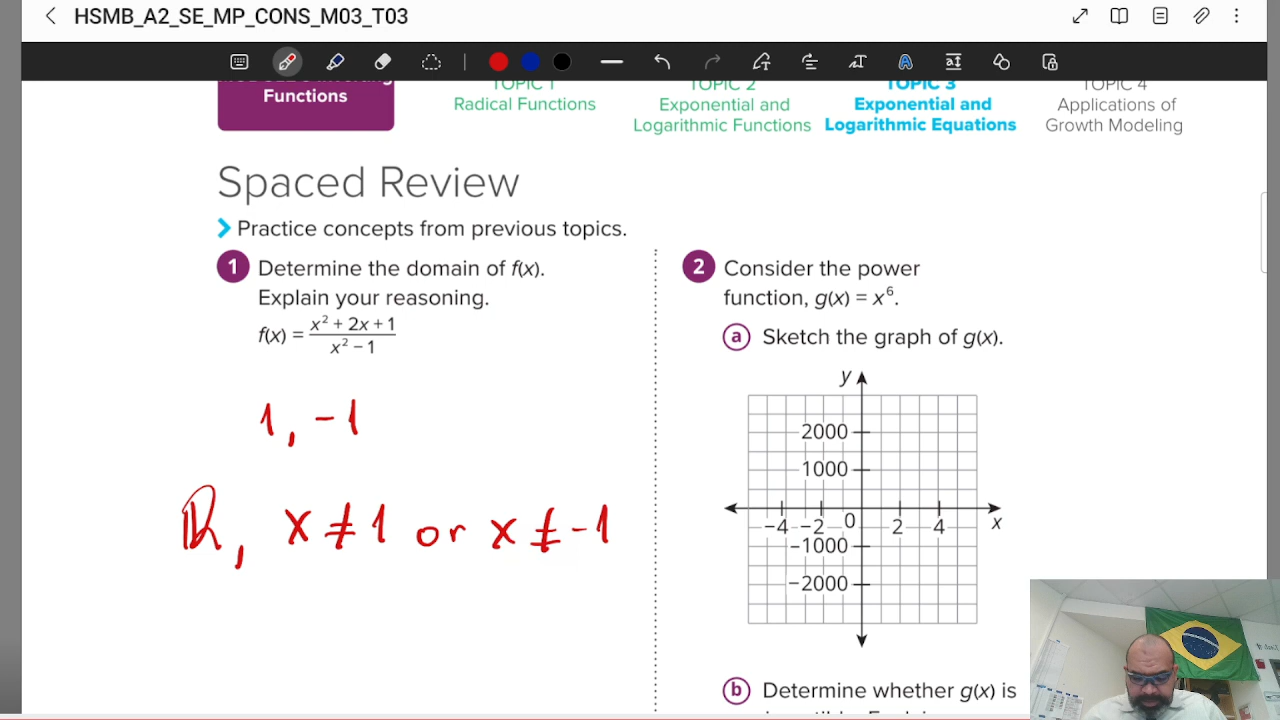 HSMB_A2_SE_MP_CONS_M03_T03
Functions
TOPIC 1
Radical Functions
TOPIC 2
Exponential and
Logarithmic Functions
TOPIC 3
Exponential and
Logarithmic Equations
TOPIC 4
Applications of
Growth Modeling
Spaced Review
Practice concepts from previous topics.
1 Determine the domain of f(x).
Explain your reasoning.
f(x) = (x² + 2x + 1)/(x² − 1)
1, -1
ℝ, x ≠ 1 or x ≠ -1
2 Consider the power
function, g(x) = x⁶.
a Sketch the graph of g(x).
y
2000
1000
−4 −2 0 2 4 x
−1000
−2000
b Determine whether g(x) is